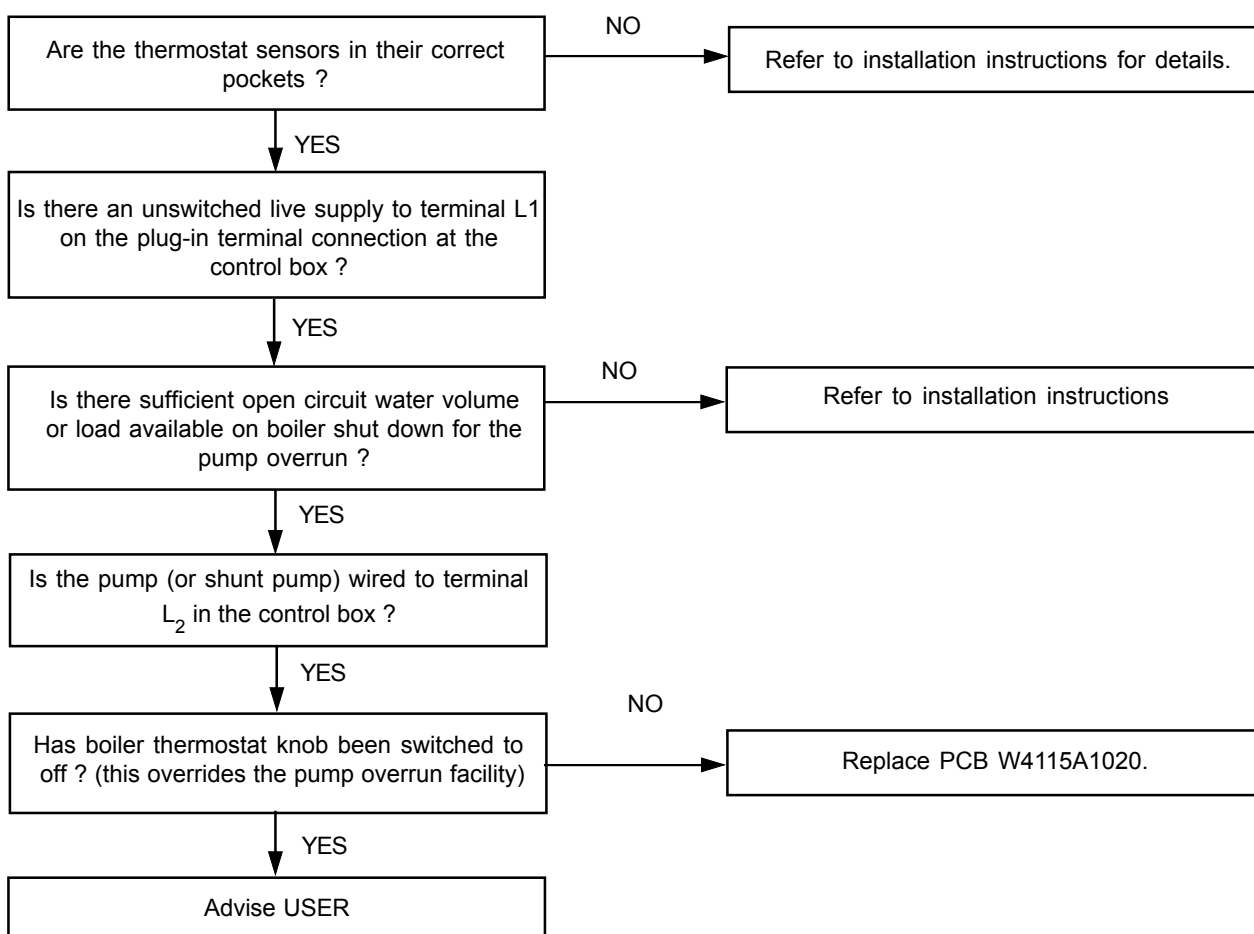 Are the thermostat sensors in their correct
pockets ?
NO
Refer to installation instructions for details.
YES
Is there an unswitched live supply to terminal L1
on the plug-in terminal connection at the
control box ?
YES
Is there sufficient open circuit water volume
or load available on boiler shut down for the
pump overrun ?
NO
Refer to installation instructions
YES
Is the pump (or shunt pump) wired to terminal
L2 in the control box ?
YES
Has boiler thermostat knob been switched to
off ? (this overrides the pump overrun facility)
NO
Replace PCB W4115A1020.
YES
Advise USER